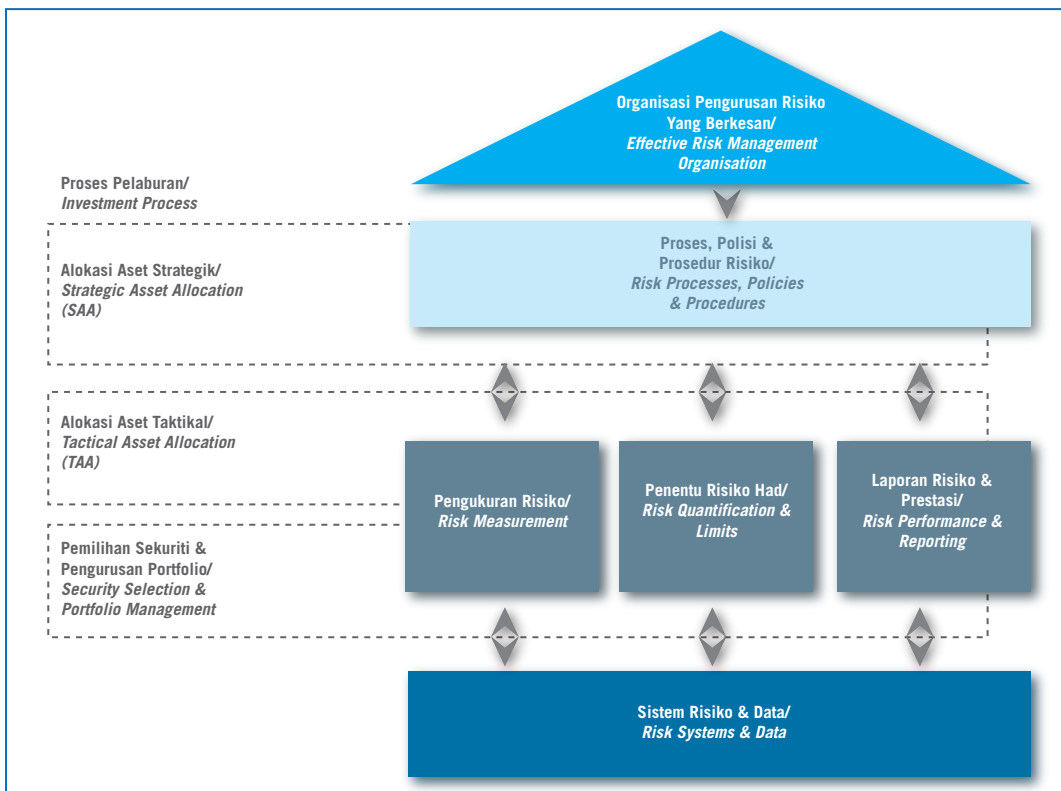 Organisasi Pengurusan Risiko
Yang Berkesan/
Effective Risk Management
Organisation
Proses Pelaburan/
Investment Process
Proses, Polisi &
Prosedur Risiko/
Risk Processes, Policies
& Procedures
Alokasi Aset Strategik/
Strategic Asset Allocation
(SAA)
Alokasi Aset Taktikal/
Tactical Asset Allocation
(TAA)
Pengukuran Risiko/
Risk Measurement
Penentu Risiko Had/
Risk Quantification &
Limits
Laporan Risiko &
Prestasi/
Risk Performance &
Reporting
Pemilihan Sekuriti &
Pengurusan Portfolio/
Security Selection &
Portfolio Management
Sistem Risiko & Data/
Risk Systems & Data